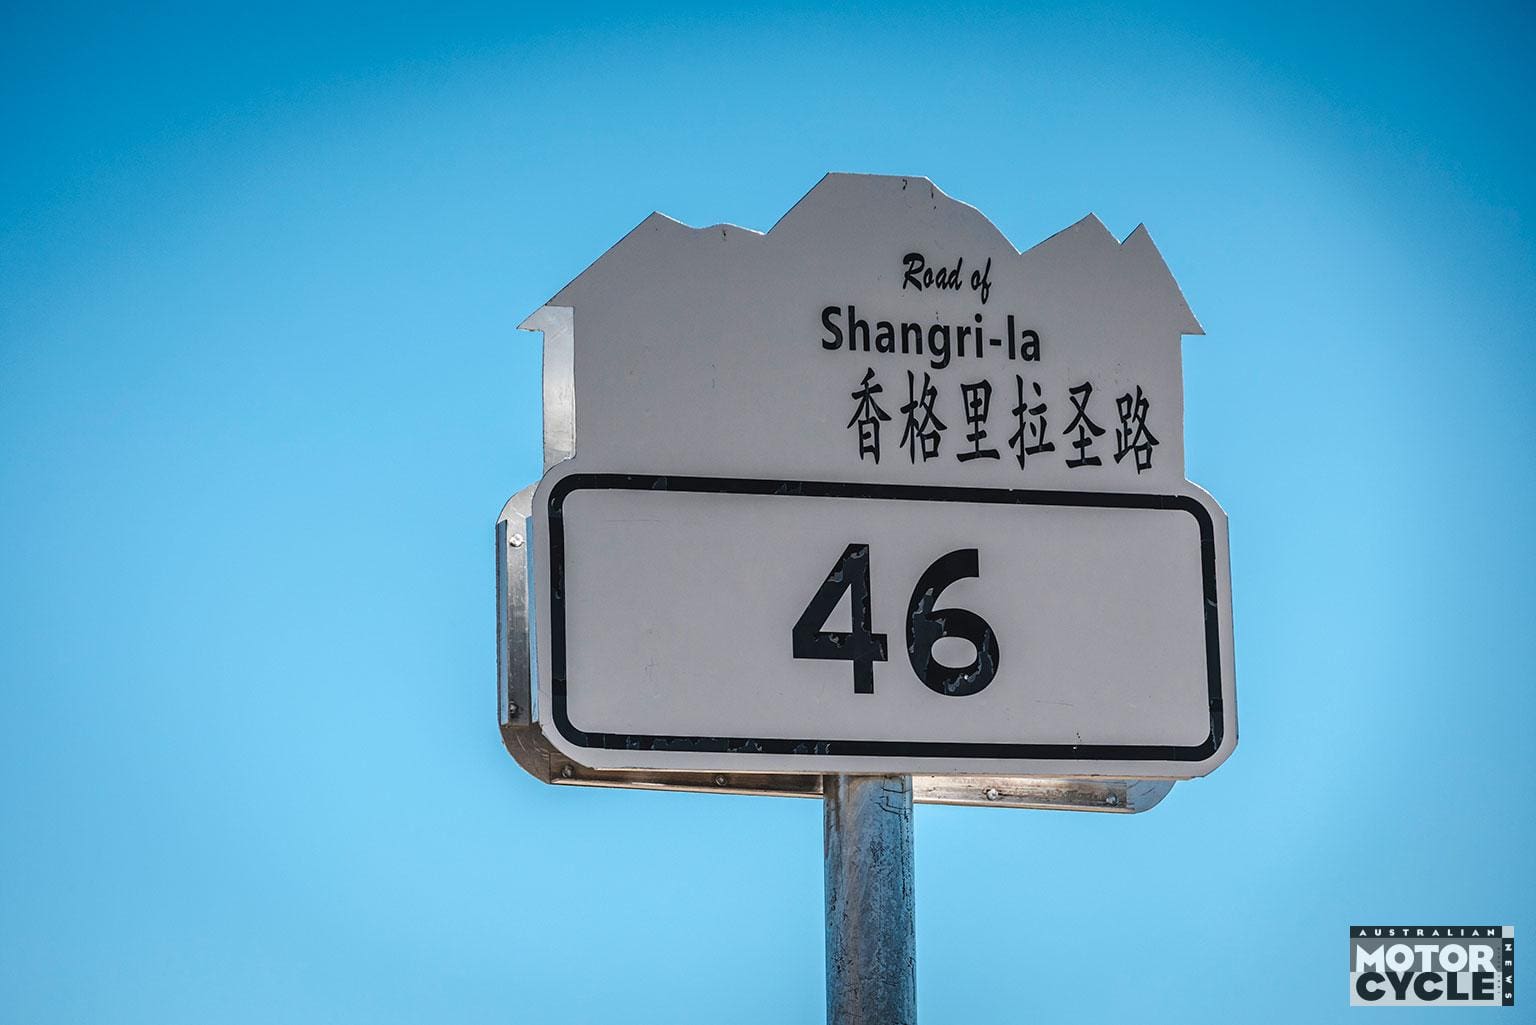 Road of
Shangri-la
香格里拉圣路
46
AUSTRALIAN
MOTOR
CYCLE
NEWS